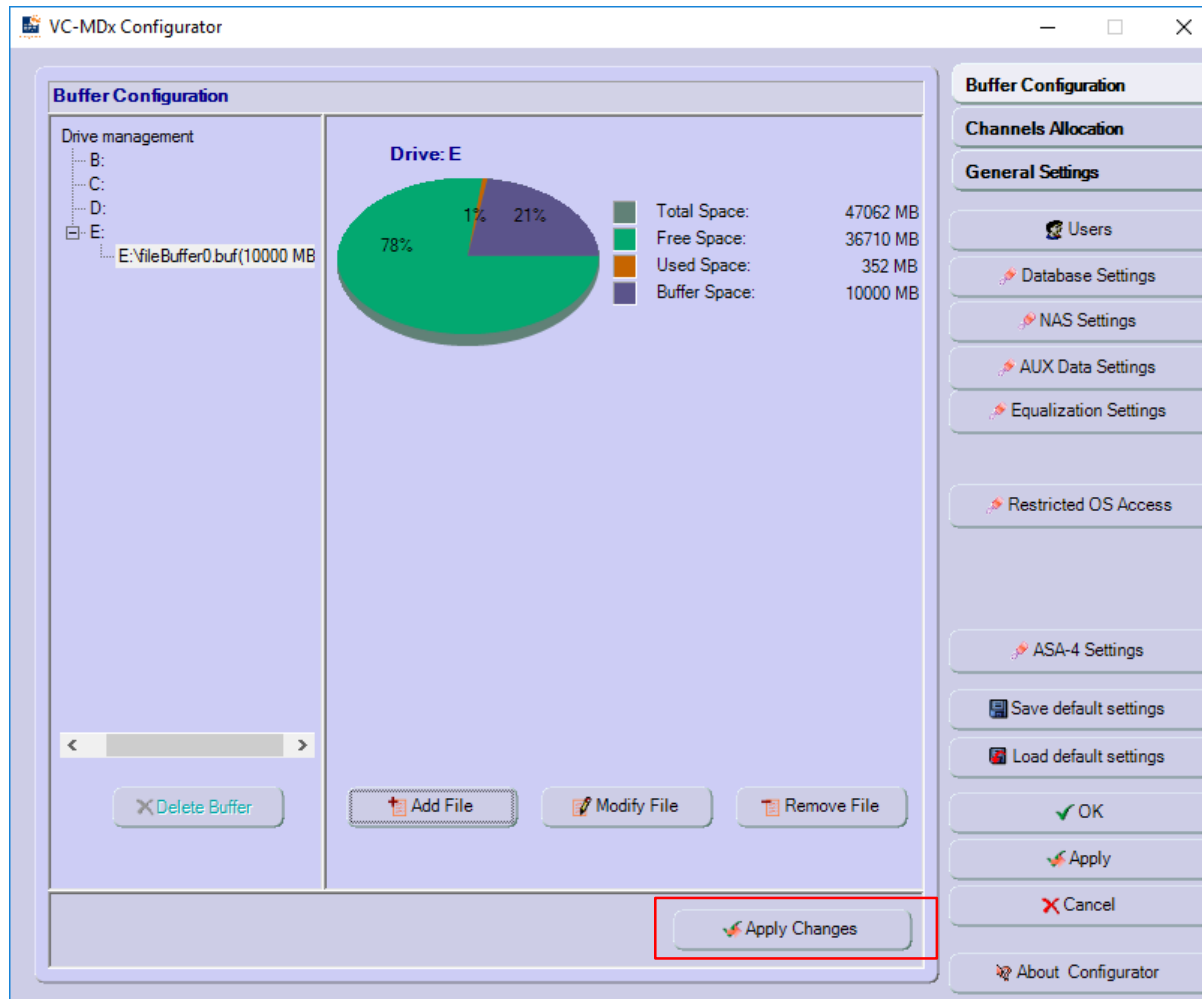 VC-MDx Configurator
Buffer Configuration
Drive management
B:
C:
D:
E:
E:\fileBuffer0.buf(10000 MB
Drive: E
78%
1%
21%
Total Space: 47062 MB
Free Space: 36710 MB
Used Space: 352 MB
Buffer Space: 10000 MB
Delete Buffer
Add File
Modify File
Remove File
Apply Changes
Buffer Configuration
Channels Allocation
General Settings
Users
Database Settings
NAS Settings
AUX Data Settings
Equalization Settings
Restricted OS Access
ASA-4 Settings
Save default settings
Load default settings
OK
Apply
Cancel
About Configurator